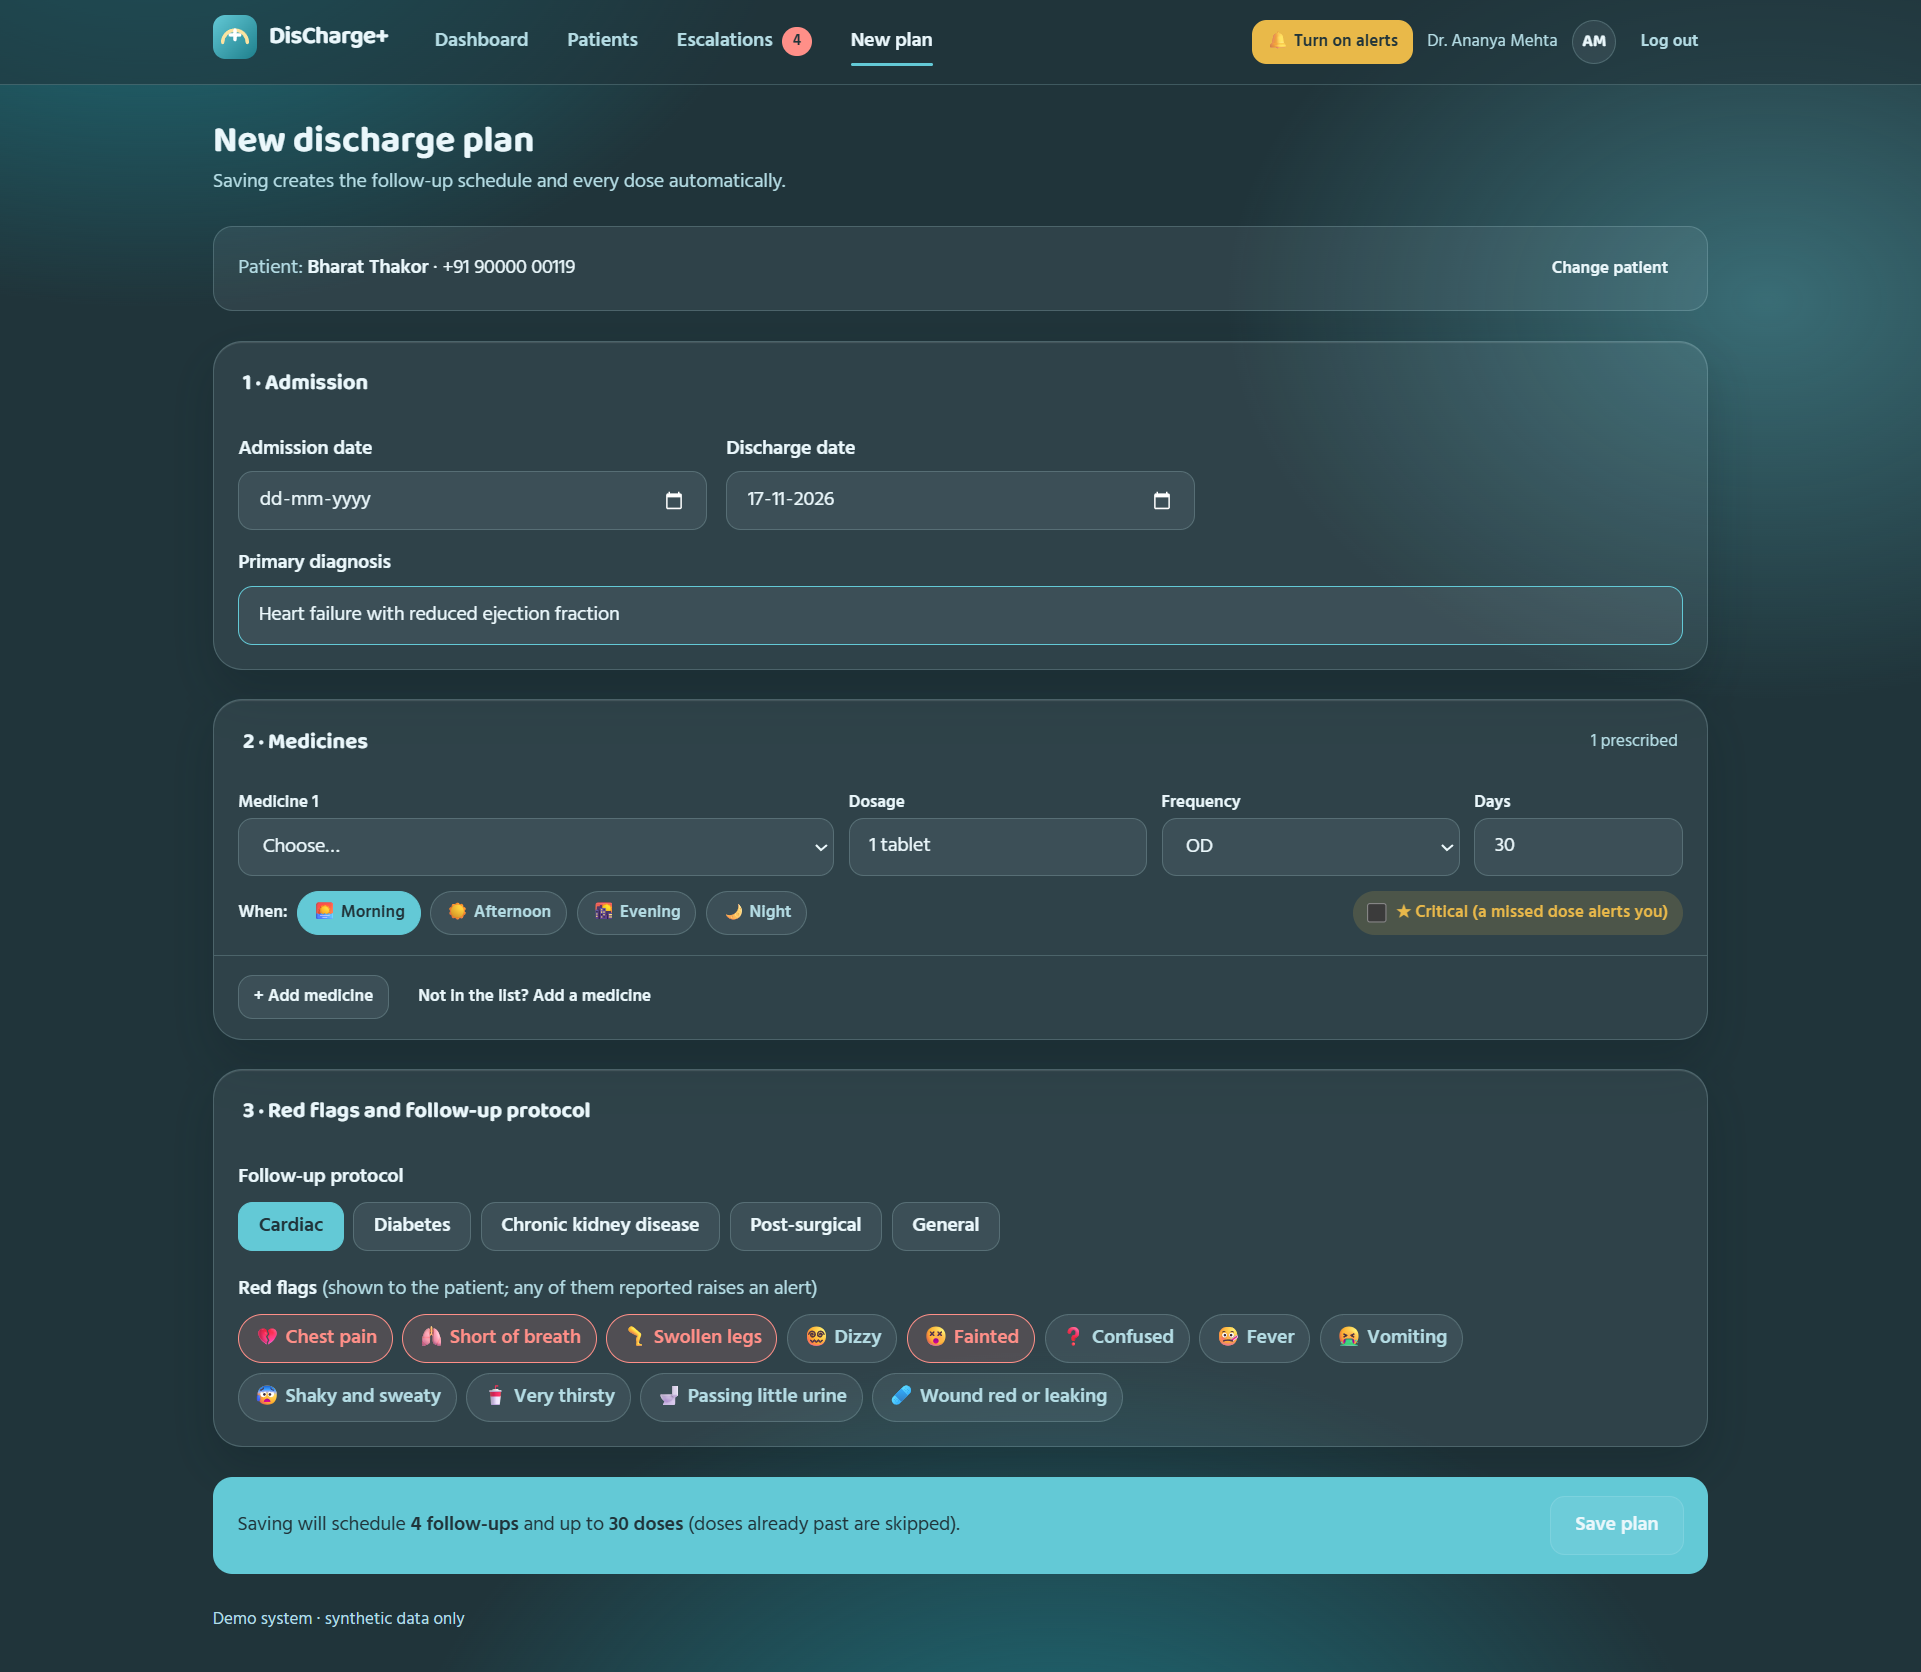 DisCharge+
Dashboard
Patients
Escalations 4
New plan
Turn on alerts
Dr. Ananya Mehta
AM
Log out
New discharge plan
Saving creates the follow-up schedule and every dose automatically.
Patient: Bharat Thakor · +91 90000 00119
Change patient
1 · Admission
Admission date
Discharge date
dd-mm-yyyy
17-11-2026
Primary diagnosis
Heart failure with reduced ejection fraction
2 · Medicines
1 prescribed
Medicine 1
Dosage
Frequency
Days
Choose...
1 tablet
OD
30
When:
Morning
Afternoon
Evening
Night
★ Critical (a missed dose alerts you)
+ Add medicine
Not in the list? Add a medicine
3 · Red flags and follow-up protocol
Follow-up protocol
Cardiac
Diabetes
Chronic kidney disease
Post-surgical
General
Red flags (shown to the patient; any of them reported raises an alert)
Chest pain
Short of breath
Swollen legs
Dizzy
Fainted
Confused
Fever
Vomiting
Shaky and sweaty
Very thirsty
Passing little urine
Wound red or leaking
Saving will schedule 4 follow-ups and up to 30 doses (doses already past are skipped).
Save plan
Demo system · synthetic data only